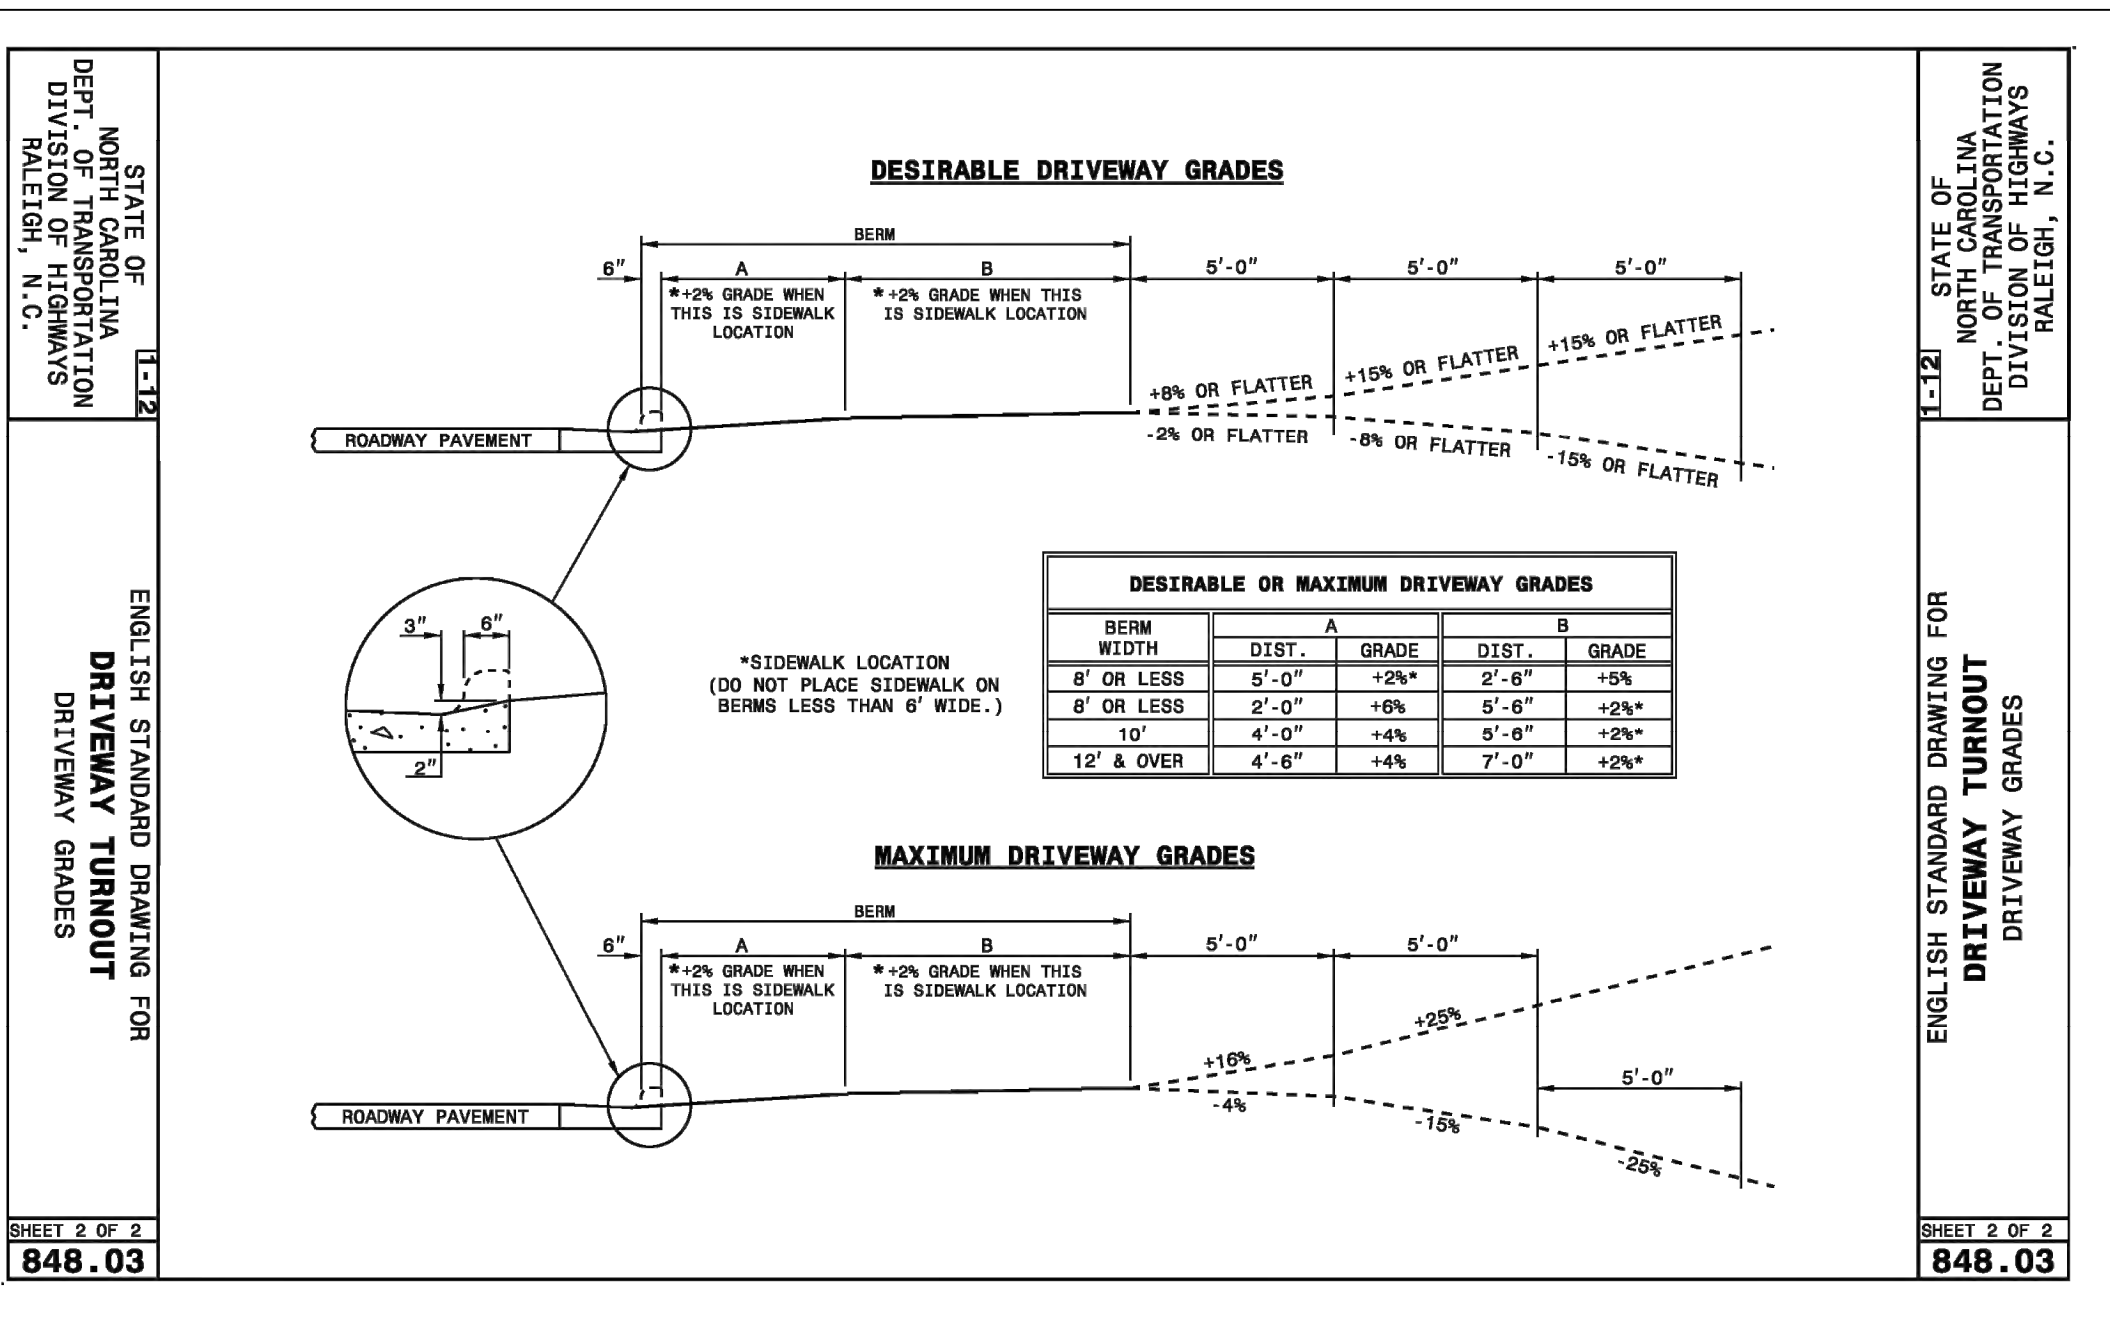 STATE OF
NORTH CAROLINA
DEPT. OF TRANSPORTATION
DIVISION OF HIGHWAYS
RALEIGH, N.C.
1-12
ENGLISH STANDARD DRAWING FOR
DRIVEWAY TURNOUT
DRIVEWAY GRADES
SHEET 2 OF 2
848.03
DESIRABLE DRIVEWAY GRADES
BERM
6" A B 5'-0" 5'-0" 5'-0"
*+2% GRADE WHEN
THIS IS SIDEWALK
LOCATION
*+2% GRADE WHEN THIS
IS SIDEWALK LOCATION
+8% OR FLATTER
+15% OR FLATTER
+15% OR FLATTER
-2% OR FLATTER
-8% OR FLATTER
-15% OR FLATTER
ROADWAY PAVEMENT
3" 6"
2"
*SIDEWALK LOCATION
(DO NOT PLACE SIDEWALK ON
BERMS LESS THAN 6' WIDE.)
DESIRABLE OR MAXIMUM DRIVEWAY GRADES
BERM WIDTH A B
DIST. GRADE DIST. GRADE
8' OR LESS 5'-0" +2%* 2'-6" +5%
8' OR LESS 2'-0" +6% 5'-6" +2%*
10' 4'-0" +4% 5'-6" +2%*
12' & OVER 4'-6" +4% 7'-0" +2%*
MAXIMUM DRIVEWAY GRADES
BERM
6" A B 5'-0" 5'-0"
*+2% GRADE WHEN
THIS IS SIDEWALK
LOCATION
*+2% GRADE WHEN THIS
IS SIDEWALK LOCATION
+16%
+25%
5'-0"
-4%
-15%
-25%
ROADWAY PAVEMENT
STATE OF
NORTH CAROLINA
DEPT. OF TRANSPORTATION
DIVISION OF HIGHWAYS
RALEIGH, N.C.
1-12
ENGLISH STANDARD DRAWING FOR
DRIVEWAY TURNOUT
DRIVEWAY GRADES
SHEET 2 OF 2
848.03